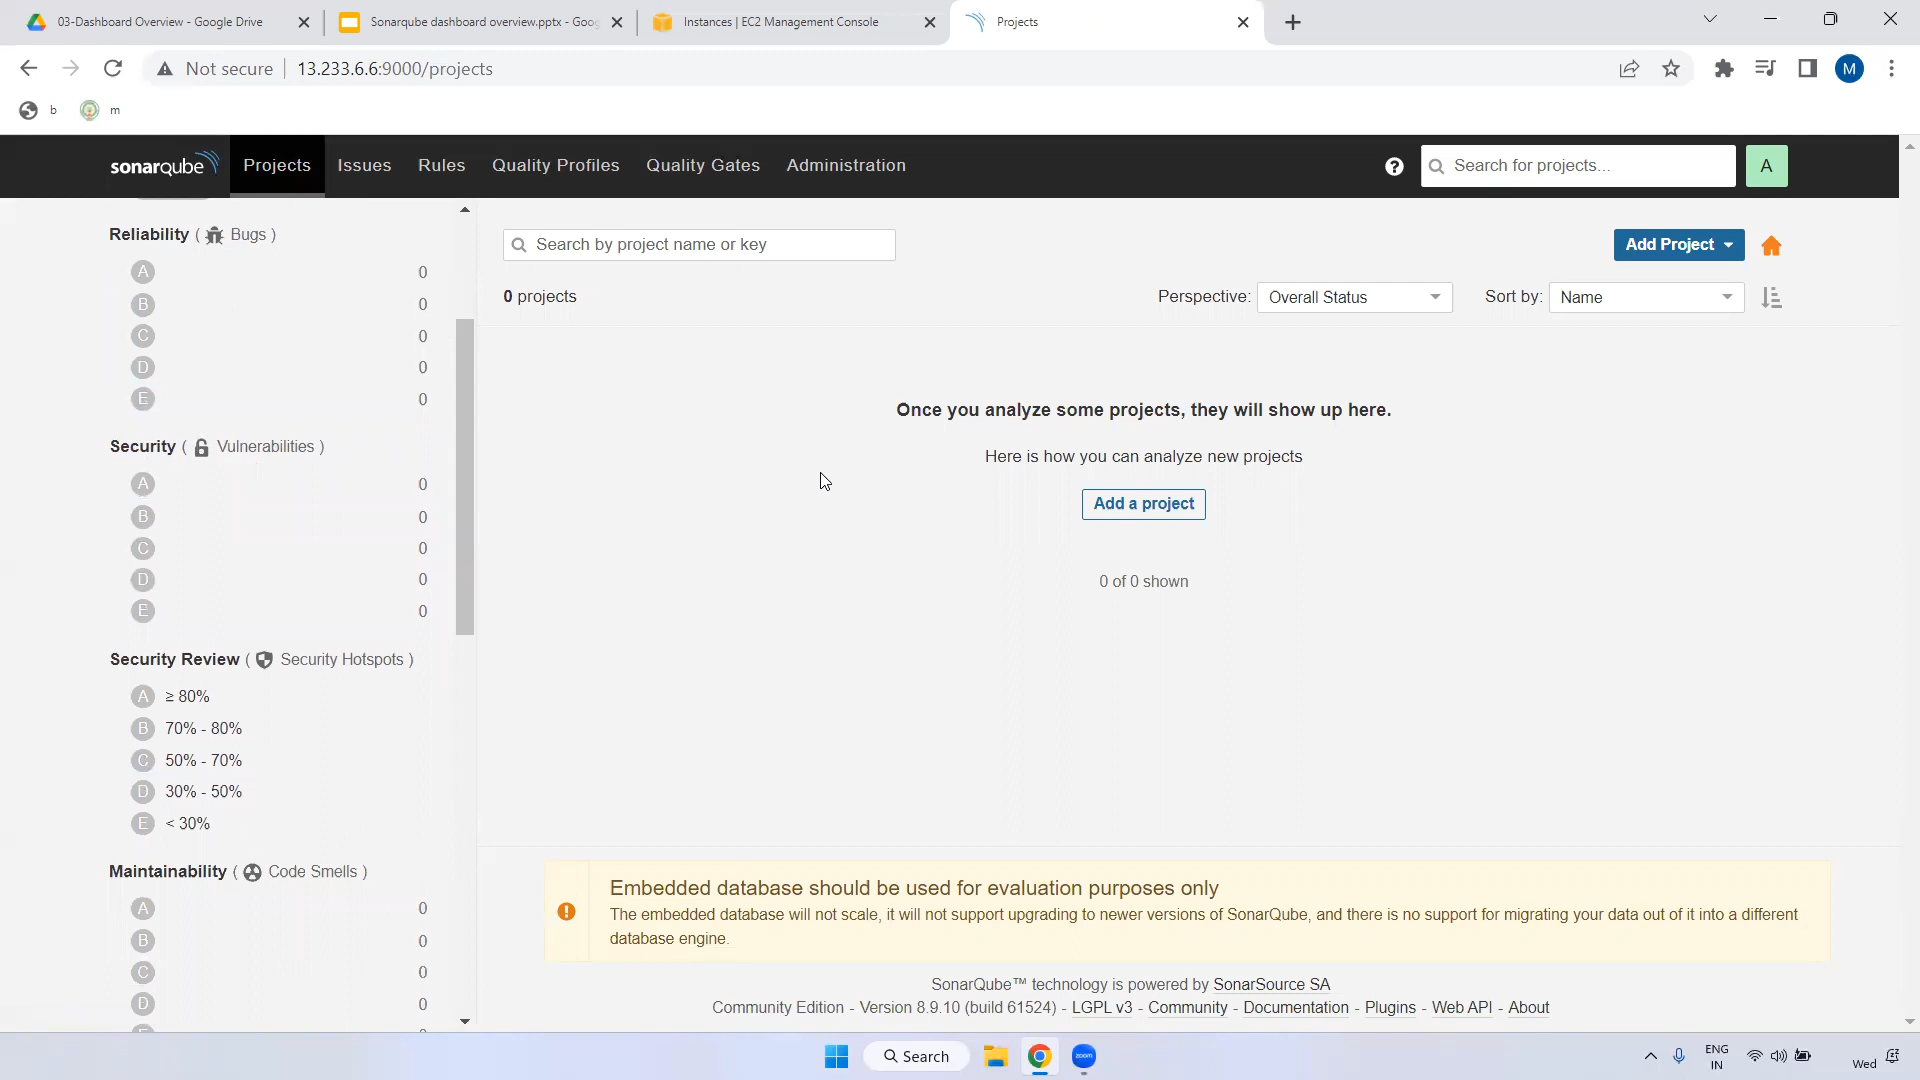 03-Dashboard Overview - Google Drive
Sonarqube dashboard overview.pptx - Goog
Instances | EC2 Management Console
Projects
Not secure
13.233.6.6:9000/projects
M
b
m
sonarqube
Projects
Issues
Rules
Quality Profiles
Quality Gates
Administration
?
Search for projects...
A
Reliability ( Bugs )
A 0
B 0
C 0
D 0
E 0
Security ( Vulnerabilities )
A 0
B 0
C 0
D 0
E 0
Security Review ( Security Hotspots )
A ≥ 80%
B 70% - 80%
C 50% - 70%
D 30% - 50%
E < 30%
Maintainability ( Code Smells )
A 0
B 0
C 0
D 0
Search by project name or key
Add Project
0 projects
Perspective: Overall Status
Sort by: Name
Once you analyze some projects, they will show up here.
Here is how you can analyze new projects
Add a project
0 of 0 shown
Embedded database should be used for evaluation purposes only
The embedded database will not scale, it will not support upgrading to newer versions of SonarQube, and there is no support for migrating your data out of it into a different
database engine.
SonarQube™ technology is powered by SonarSource SA
Community Edition - Version 8.9.10 (build 61524) - LGPL v3 - Community - Documentation - Plugins - Web API - About
Search
zoom
ENG
IN
Wed